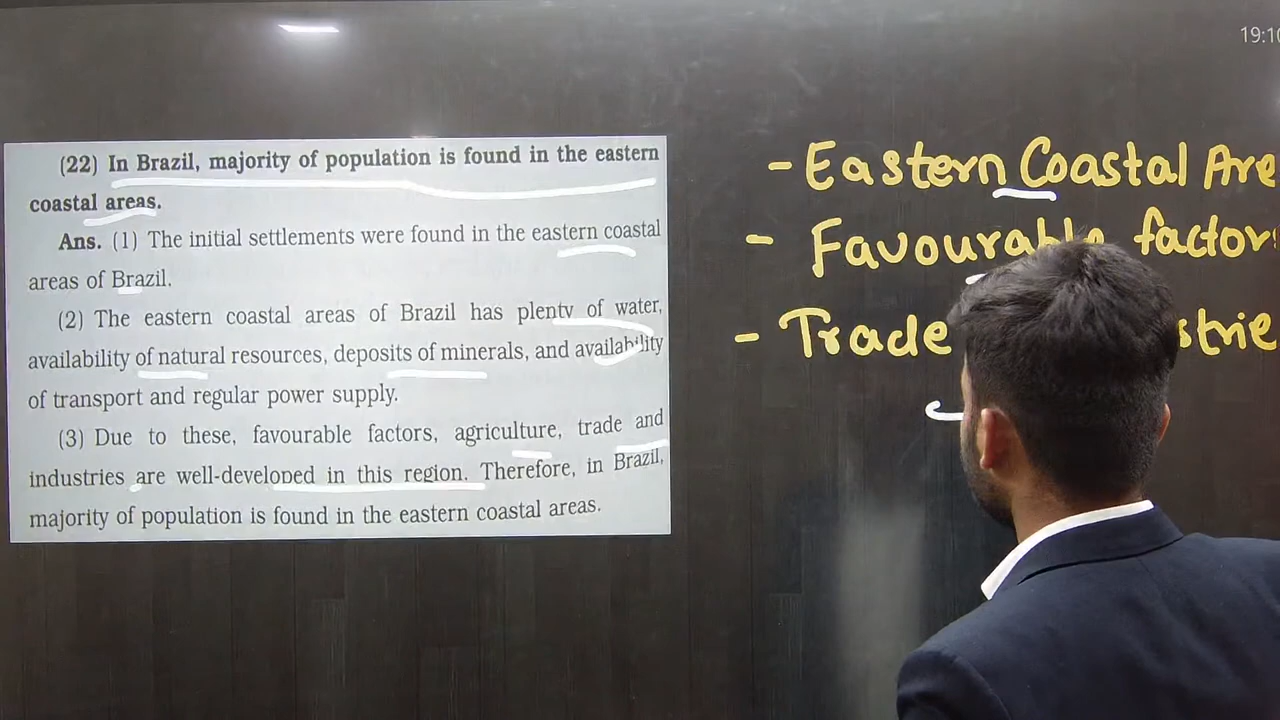 19:10
(22) In Brazil, majority of population is found in the eastern
coastal areas.
Ans. (1) The initial settlements were found in the eastern coastal
areas of Brazil.
(2) The eastern coastal areas of Brazil has plenty of water,
availability of natural resources, deposits of minerals, and availability
of transport and regular power supply.
(3) Due to these, favourable factors, agriculture, trade and
industries are well-developed in this region. Therefore, in Brazil,
majority of population is found in the eastern coastal areas.
- Eastern Coastal Are
- Favourable factor
- Trade strie